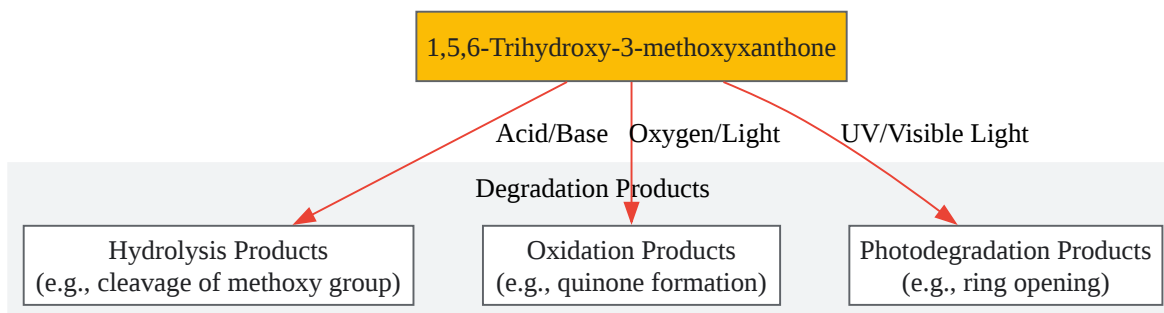 1,5,6-Trihydroxy-3-methoxyxanthone
Acid/Base
Oxygen/Light
UV/Visible Light
Degradation Products
Hydrolysis Products
(e.g., cleavage of methoxy group)
Oxidation Products
(e.g., quinone formation)
Photodegradation Products
(e.g., ring opening)